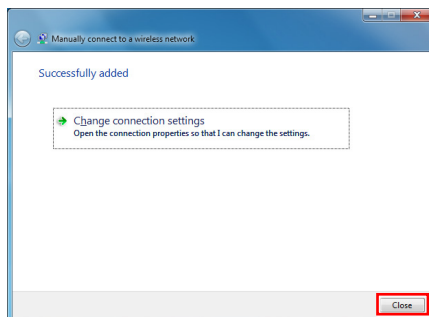 Manually connect to a wireless network
Successfully added
Change connection settings
Open the connection properties so that I can change the settings.
Close